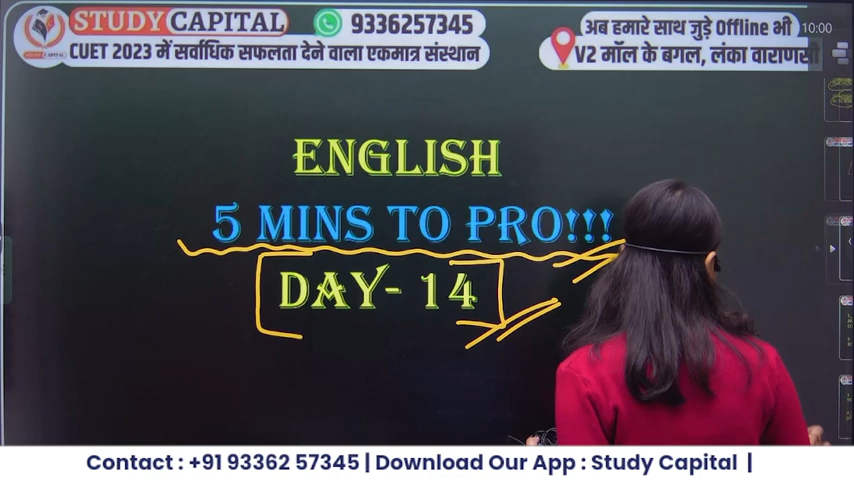 STUDY CAPITAL
9336257345
CUET 2023 में सर्वाधिक सफलता देने वाला एकमात्र संस्थान
अब हमारे साथ जुड़े Offline भी
10:00
V2 मॉल के बगल, लंका वाराणसी
ENGLISH
5 MINS TO PRO!!!
DAY- 14
Contact : +91 93362 57345 | Download Our App : Study Capital |